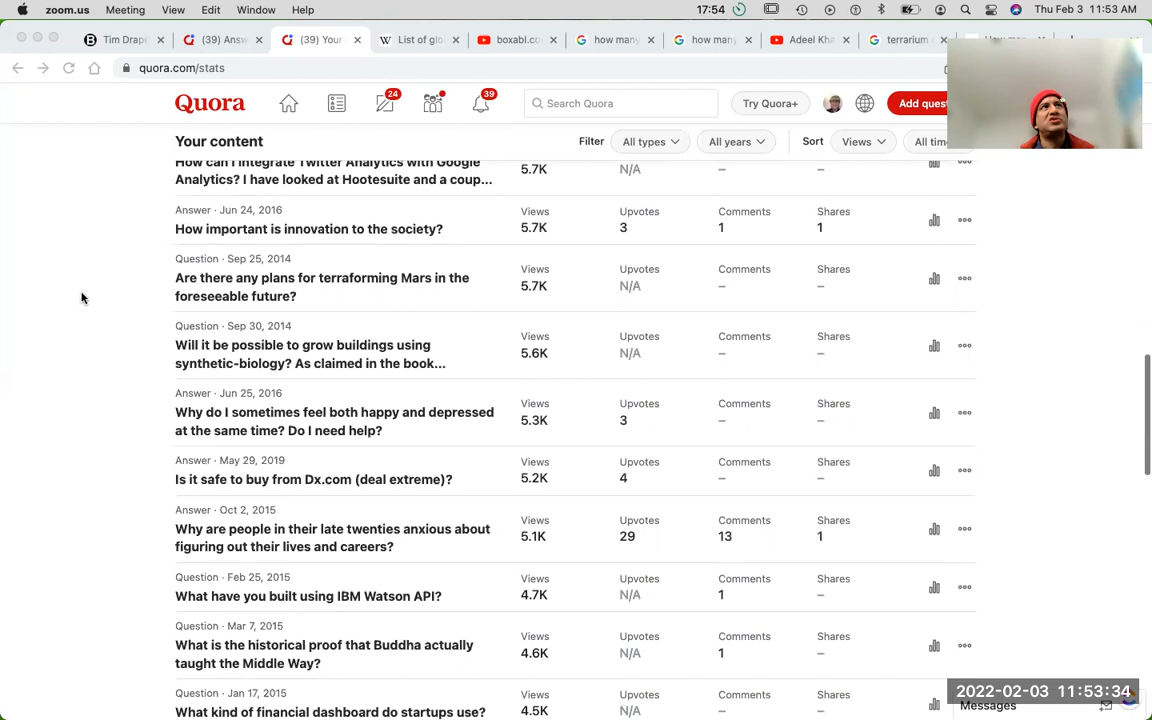 zoom.us Meeting View Edit Window Help 17:54 Thu Feb 3 11:53 AM
Tim Drape (39) Answ (39) Your List of glo boxabl.co how many how many Adeel Kha terrarium
quora.com/stats
Quora 24 39 Search Quora Try Quora+ Add ques
Your content Filter All types All years Sort Views All tim
How can I integrate Twitter Analytics with Google
Analytics? I have looked at Hootesuite and a coup...
5.7K N/A – –
Answer · Jun 24, 2016
How important is innovation to the society?
Views Upvotes Comments Shares
5.7K 3 1 1
Question · Sep 25, 2014
Are there any plans for terraforming Mars in the
foreseeable future?
Views Upvotes Comments Shares
5.7K N/A – –
Question · Sep 30, 2014
Will it be possible to grow buildings using
synthetic-biology? As claimed in the book...
Views Upvotes Comments Shares
5.6K N/A – –
Answer · Jun 25, 2016
Why do I sometimes feel both happy and depressed
at the same time? Do I need help?
Views Upvotes Comments Shares
5.3K 3 – –
Answer · May 29, 2019
Is it safe to buy from Dx.com (deal extreme)?
Views Upvotes Comments Shares
5.2K 4 – –
Answer · Oct 2, 2015
Why are people in their late twenties anxious about
figuring out their lives and careers?
Views Upvotes Comments Shares
5.1K 29 13 1
Question · Feb 25, 2015
What have you built using IBM Watson API?
Views Upvotes Comments Shares
4.7K N/A 1 –
Question · Mar 7, 2015
What is the historical proof that Buddha actually
taught the Middle Way?
Views Upvotes Comments Shares
4.6K N/A 1 –
Question · Jan 17, 2015
What kind of financial dashboard do startups use?
Views Upvotes Comments Shares
4.5K N/A – –
2022-02-03 11:53:34
Messages